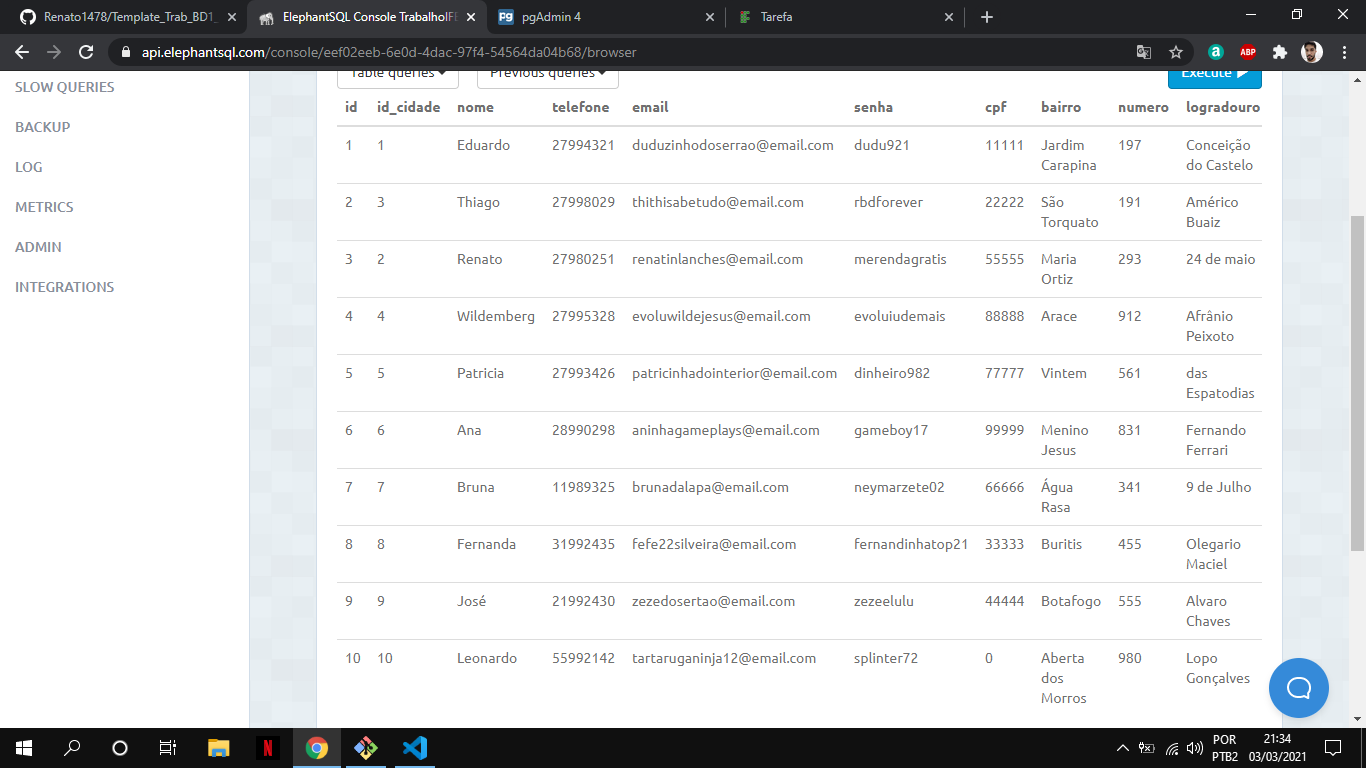 Renato1478/Template_Trab_BD1_
ElephantSQL Console TrabalhoIFE
pgAdmin 4
Tarefa
api.elephantsql.com/console/eef02eeb-6e0d-4dac-97f4-54564da04b68/browser
ABP
SLOW QUERIES
BACKUP
LOG
METRICS
ADMIN
INTEGRATIONS
Table queries
Previous queries
Execute
id id_cidade nome telefone email senha cpf bairro numero logradouro
1 1 Eduardo 27994321 duduzinhodoserrao@email.com dudu921 11111 Jardim 197 Conceição
Carapina do Castelo
2 3 Thiago 27998029 thithisabetudo@email.com rbdforever 22222 São 191 Américo
Torquato Buaiz
3 2 Renato 27980251 renatinlanches@email.com merendagratis 55555 Maria 293 24 de maio
Ortiz
4 4 Wildemberg 27995328 evoluwildejesus@email.com evoluiudemais 88888 Arace 912 Afrânio
Peixoto
5 5 Patricia 27993426 patricinhadointerior@email.com dinheiro982 77777 Vintem 561 das
Espatodias
6 6 Ana 28990298 aninhagameplays@email.com gameboy17 99999 Menino 831 Fernando
Jesus Ferrari
7 7 Bruna 11989325 brunadalapa@email.com neymarzete02 66666 Água 341 9 de Julho
Rasa
8 8 Fernanda 31992435 fefe22silveira@email.com fernandinhatop21 33333 Buritis 455 Olegario
Maciel
9 9 José 21992430 zezedosertao@email.com zezeelulu 44444 Botafogo 555 Alvaro
Chaves
10 10 Leonardo 55992142 tartaruganinja12@email.com splinter72 0 Aberta 980 Lopo
dos Gonçalves
Morros
POR
PTB2
21:34
03/03/2021